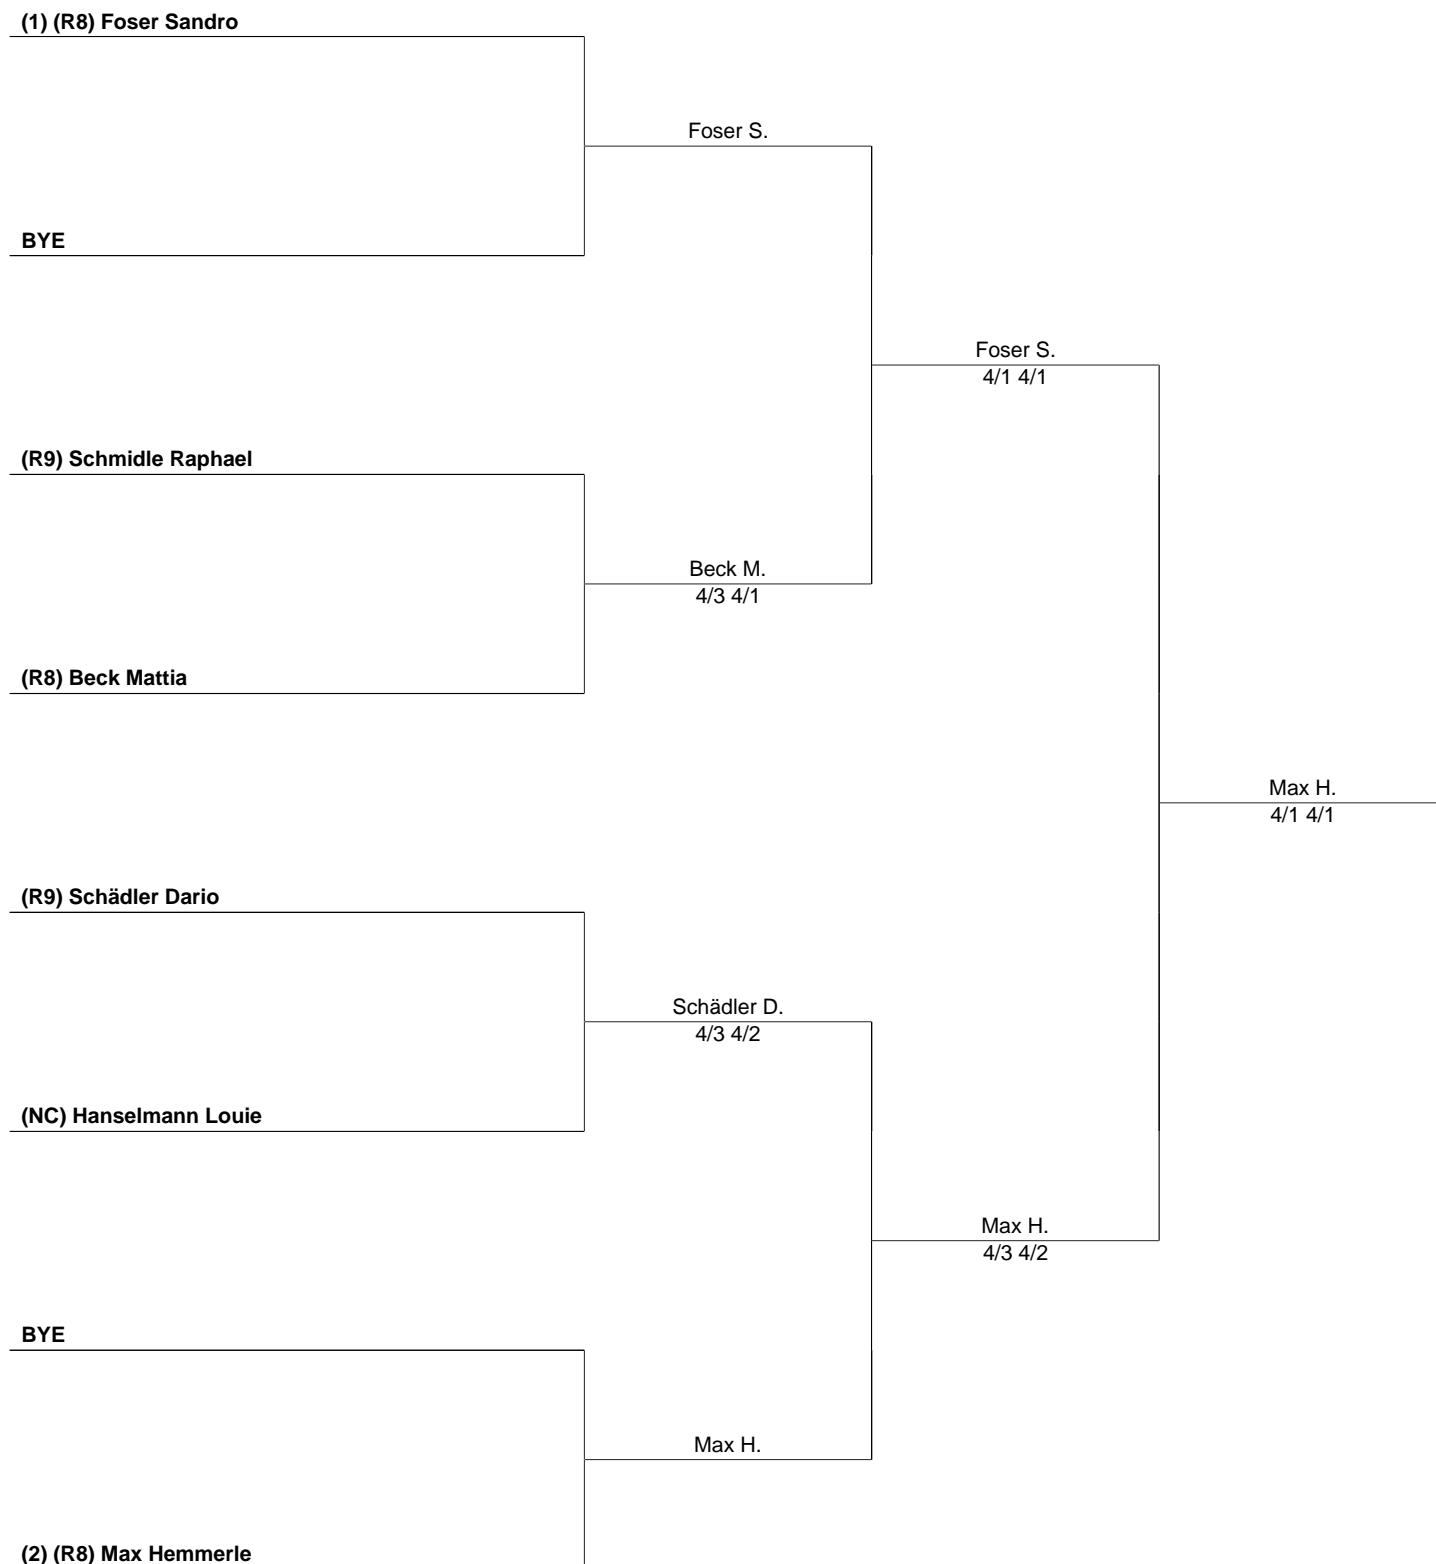 (1) (R8) Foser Sandro
Foser S.
BYE
Foser S.
4/1 4/1
(R9) Schmidle Raphael
Beck M.
4/3 4/1
(R8) Beck Mattia
Max H.
4/1 4/1
(R9) Schädler Dario
Schädler D.
4/3 4/2
(NC) Hanselmann Louie
Max H.
4/3 4/2
BYE
Max H.
(2) (R8) Max Hemmerle